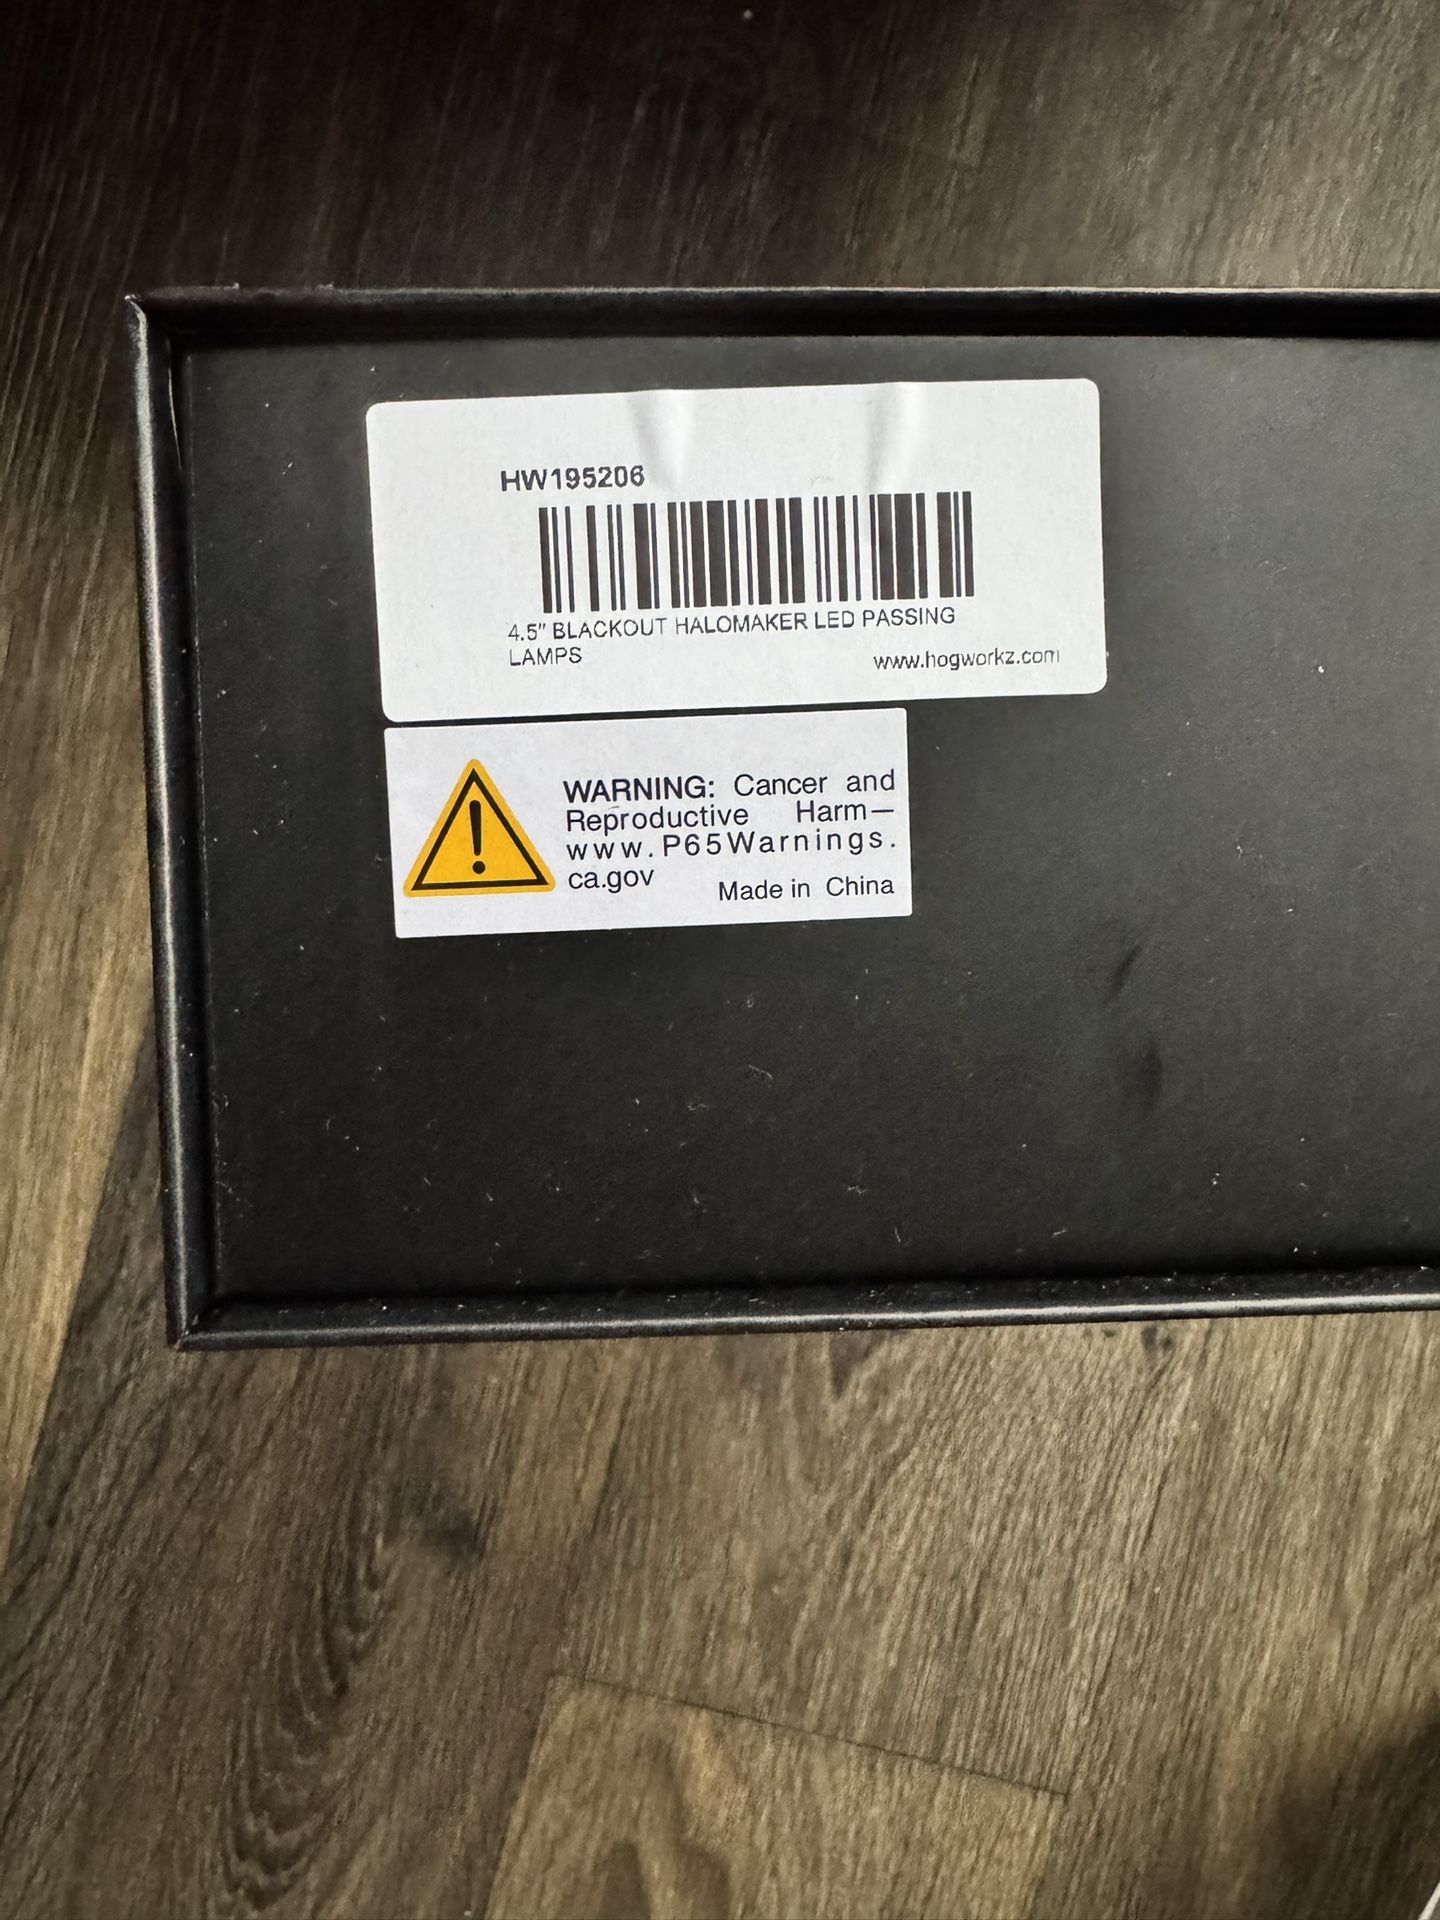 HW195206
4.5" BLACKOUT HALOMAKER LED PASSING
LAMPS
www.hogworkz.com
WARNING: Cancer and
Reproductive Harm—
www.P65Warnings.
ca.gov
Made in China